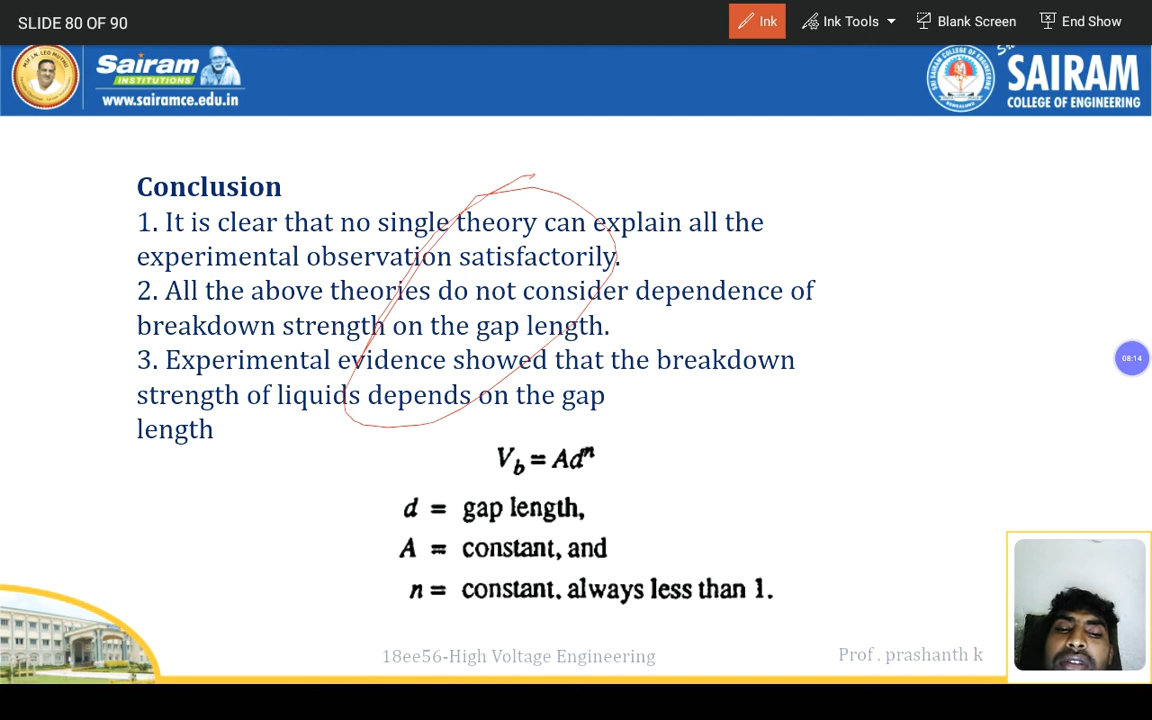 SLIDE 80 OF 90
Ink
Ink Tools
Blank Screen
End Show
Sairam
INSTITUTIONS
www.sairamce.edu.in
SAIRAM
COLLEGE OF ENGINEERING
Conclusion
1. It is clear that no single theory can explain all the
experimental observation satisfactorily.
2. All the above theories do not consider dependence of
breakdown strength on the gap length.
3. Experimental evidence showed that the breakdown
strength of liquids depends on the gap
length
V_b = Ad^n
d = gap length,
A = constant, and
n = constant, always less than 1.
08:14
18ee56-High Voltage Engineering
Prof . prashanth k